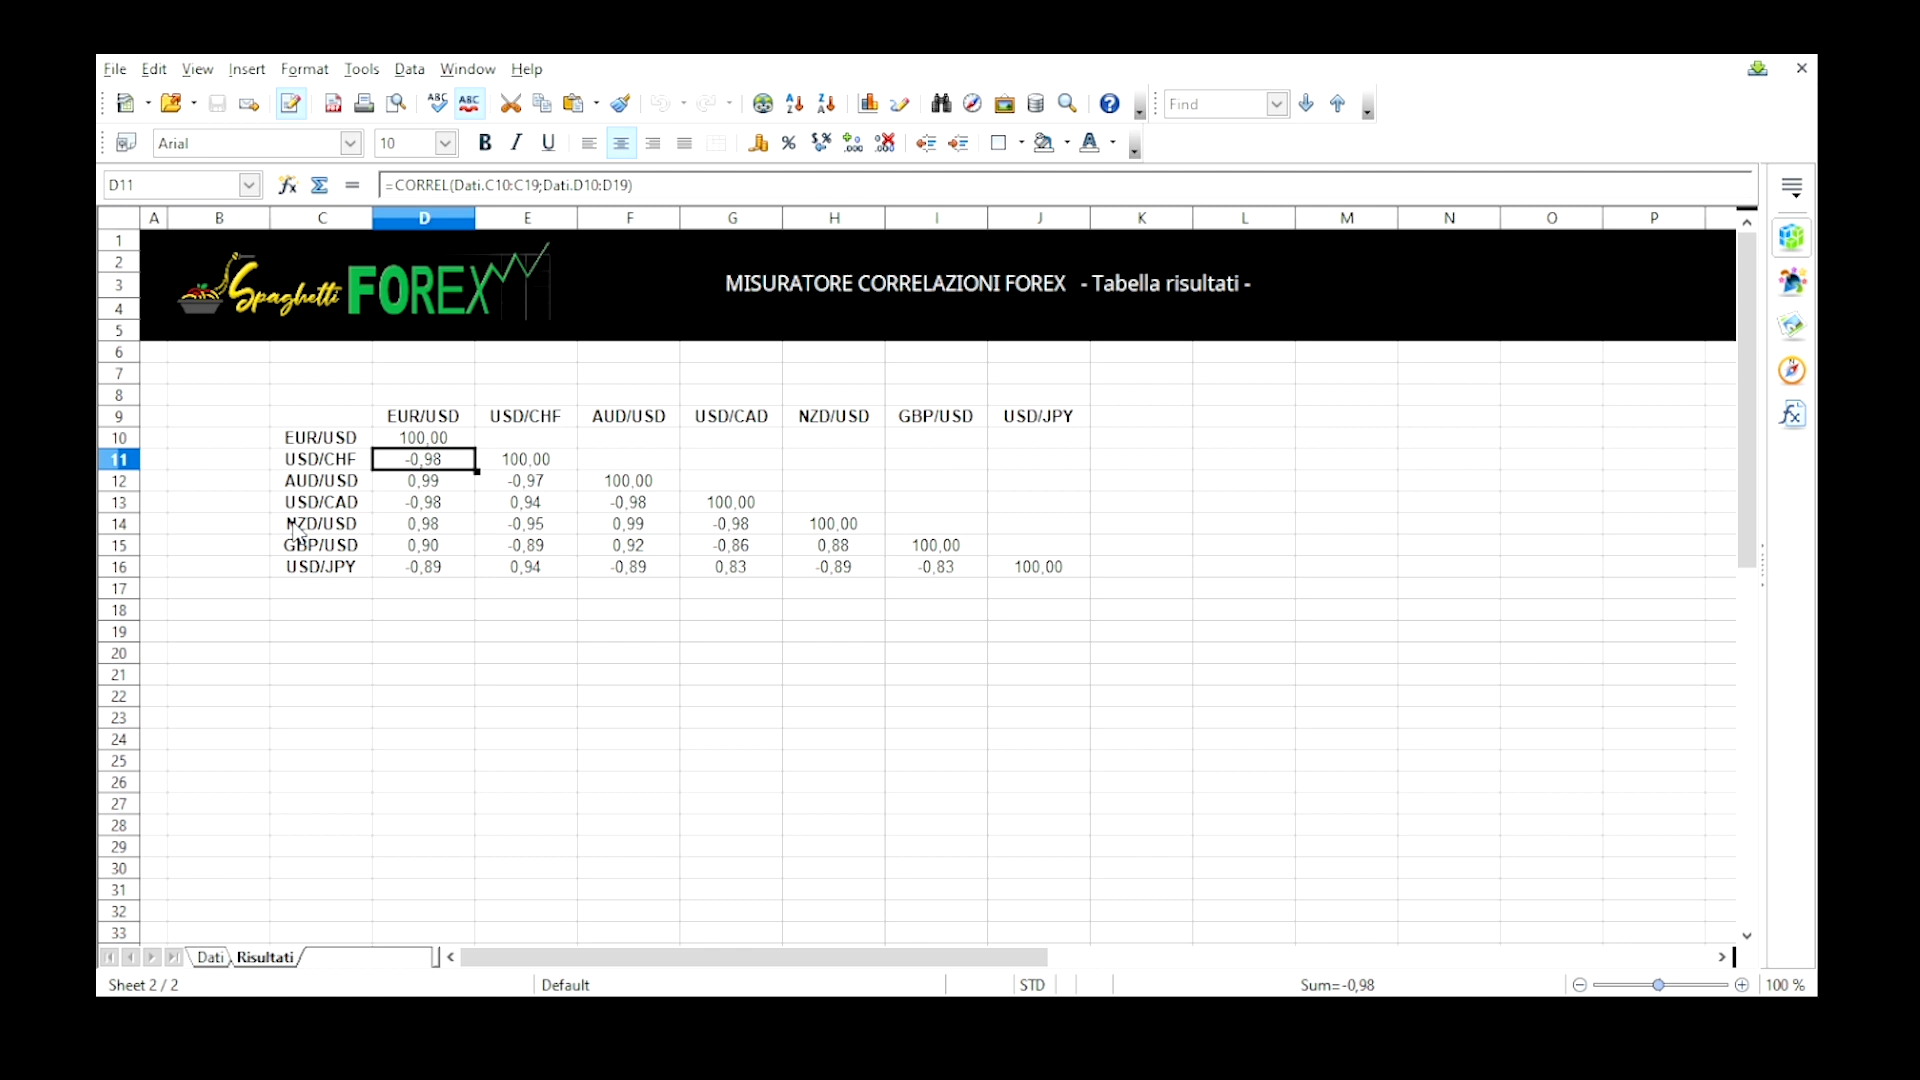 File Edit View Insert Format Tools Data Window Help
ABC ABC Find
Arial 10 B I U
D11 =CORREL(Dati.C10:C19;Dati.D10:D19)
A B C D E F G H I J K L M N O P
1
2
3
4
5
Spaghetti FOREX MISURATORE CORRELAZIONI FOREX - Tabella risultati -
6
7
8
9 EUR/USD USD/CHF AUD/USD USD/CAD NZD/USD GBP/USD USD/JPY
10 EUR/USD 100,00
11 USD/CHF -0,98 100,00
12 AUD/USD 0,99 -0,97 100,00
13 USD/CAD -0,98 0,94 -0,98 100,00
14 NZD/USD 0,98 -0,95 0,99 -0,98 100,00
15 GBP/USD 0,90 -0,89 0,92 -0,86 0,88 100,00
16 USD/JPY -0,89 0,94 -0,89 0,83 -0,89 -0,83 100,00
17
18
19
20
21
22
23
24
25
26
27
28
29
30
31
32
33
Dati Risultati
Sheet 2 / 2 Default STD Sum=-0,98 100 %